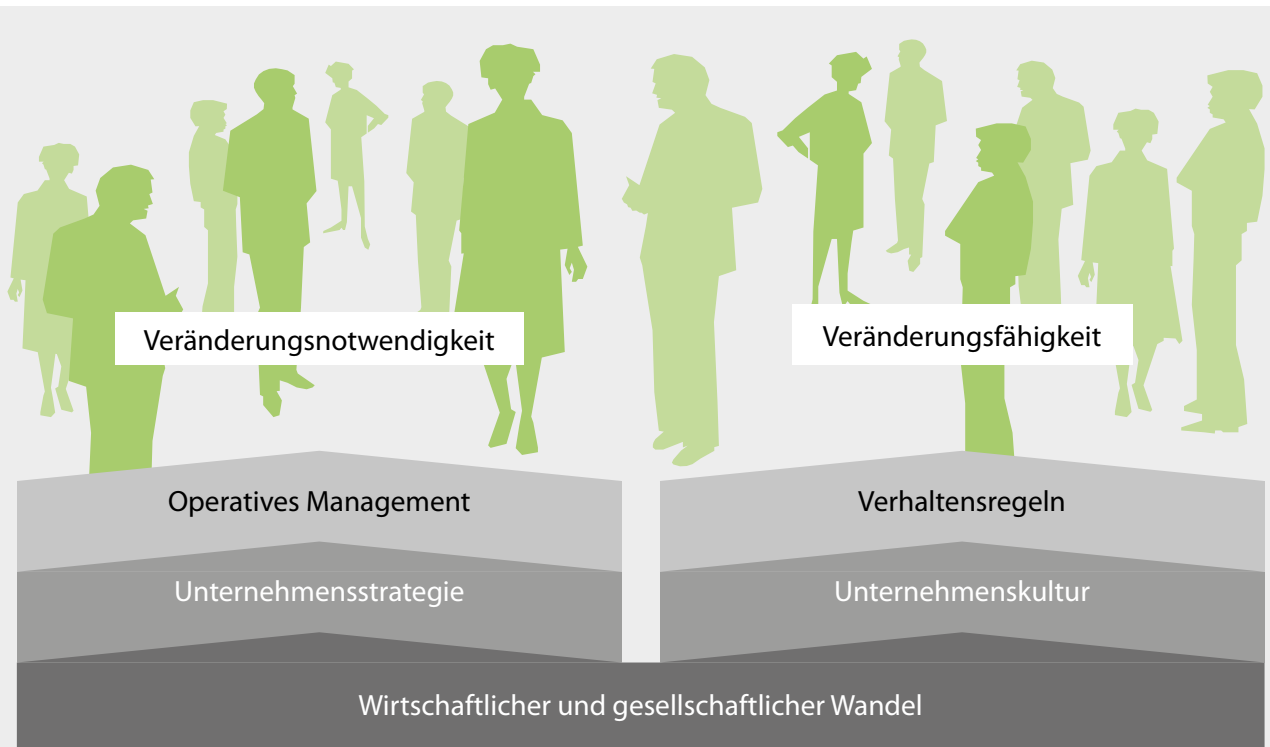 Veränderungsnotwendigkeit
Veränderungsfähigkeit
Operatives Management
Verhaltensregeln
Unternehmensstrategie
Unternehmenskultur
Wirtschaftlicher und gesellschaftlicher Wandel